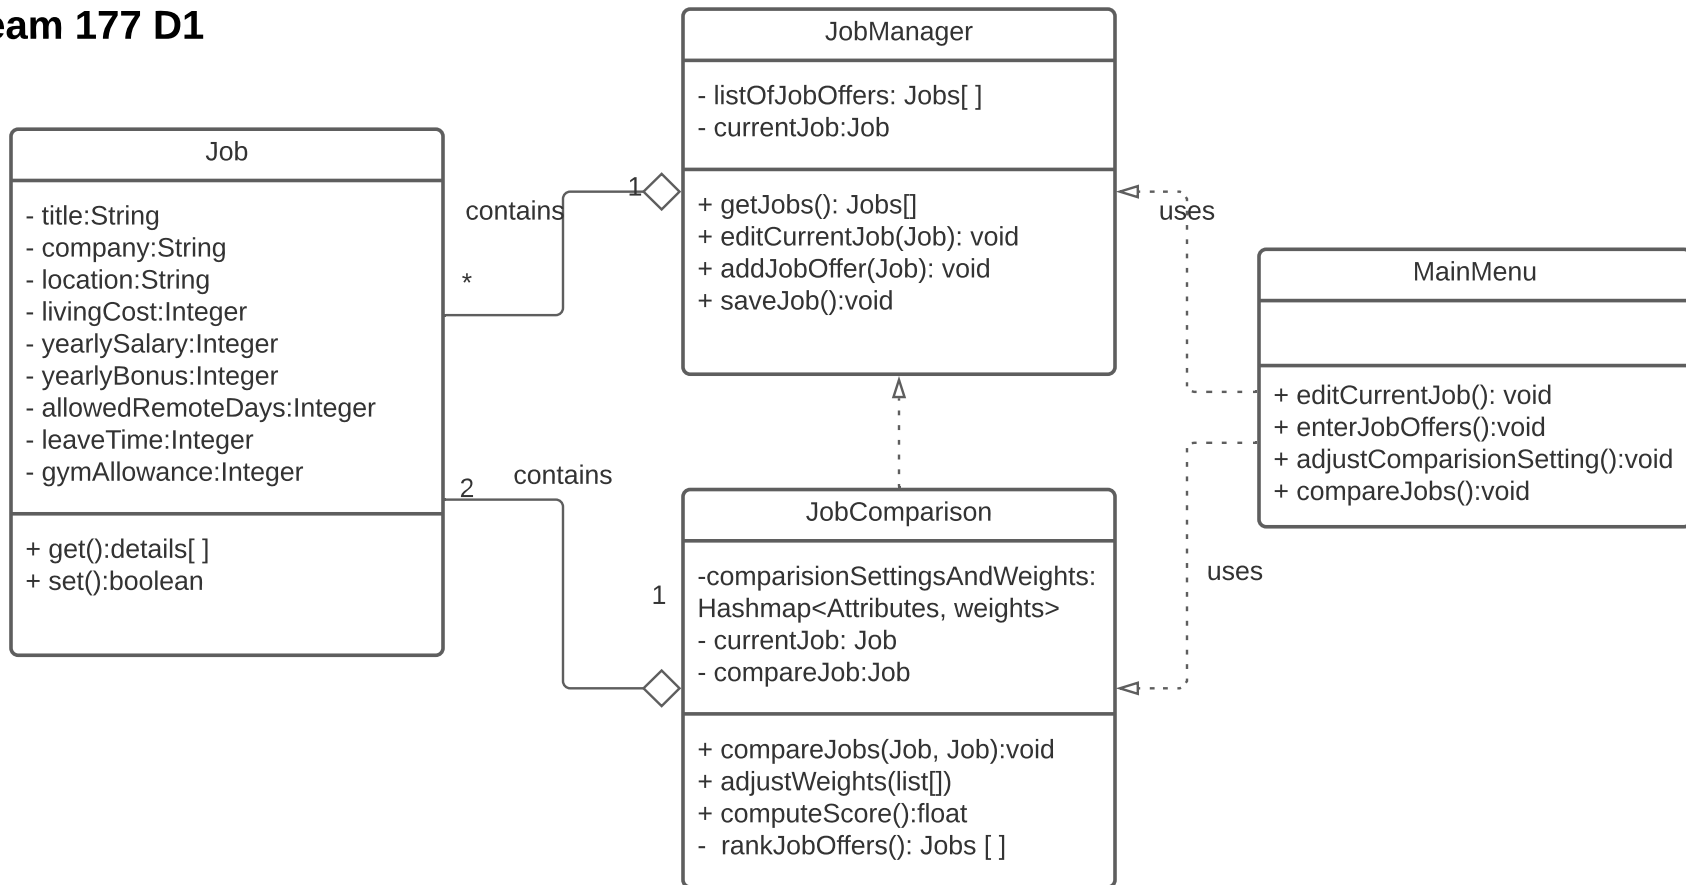 eam 177 D1
Job
- title:String
- company:String
- location:String
- livingCost:Integer
- yearlySalary:Integer
- yearlyBonus:Integer
- allowedRemoteDays:Integer
- leaveTime:Integer
- gymAllowance:Integer
+ get():details[ ]
+ set():boolean
contains
1
*
2
contains
1
JobManager
- listOfJobOffers: Jobs[ ]
- currentJob:Job
+ getJobs(): Jobs[]
+ editCurrentJob(Job): void
+ addJobOffer(Job): void
+ saveJob():void
JobComparison
-comparisionSettingsAndWeights:
Hashmap<Attributes, weights>
- currentJob: Job
- compareJob:Job
+ compareJobs(Job, Job):void
+ adjustWeights(list[])
+ computeScore():float
- rankJobOffers(): Jobs [ ]
uses
uses
MainMenu
+ editCurrentJob(): void
+ enterJobOffers():void
+ adjustComparisionSetting():void
+ compareJobs():void